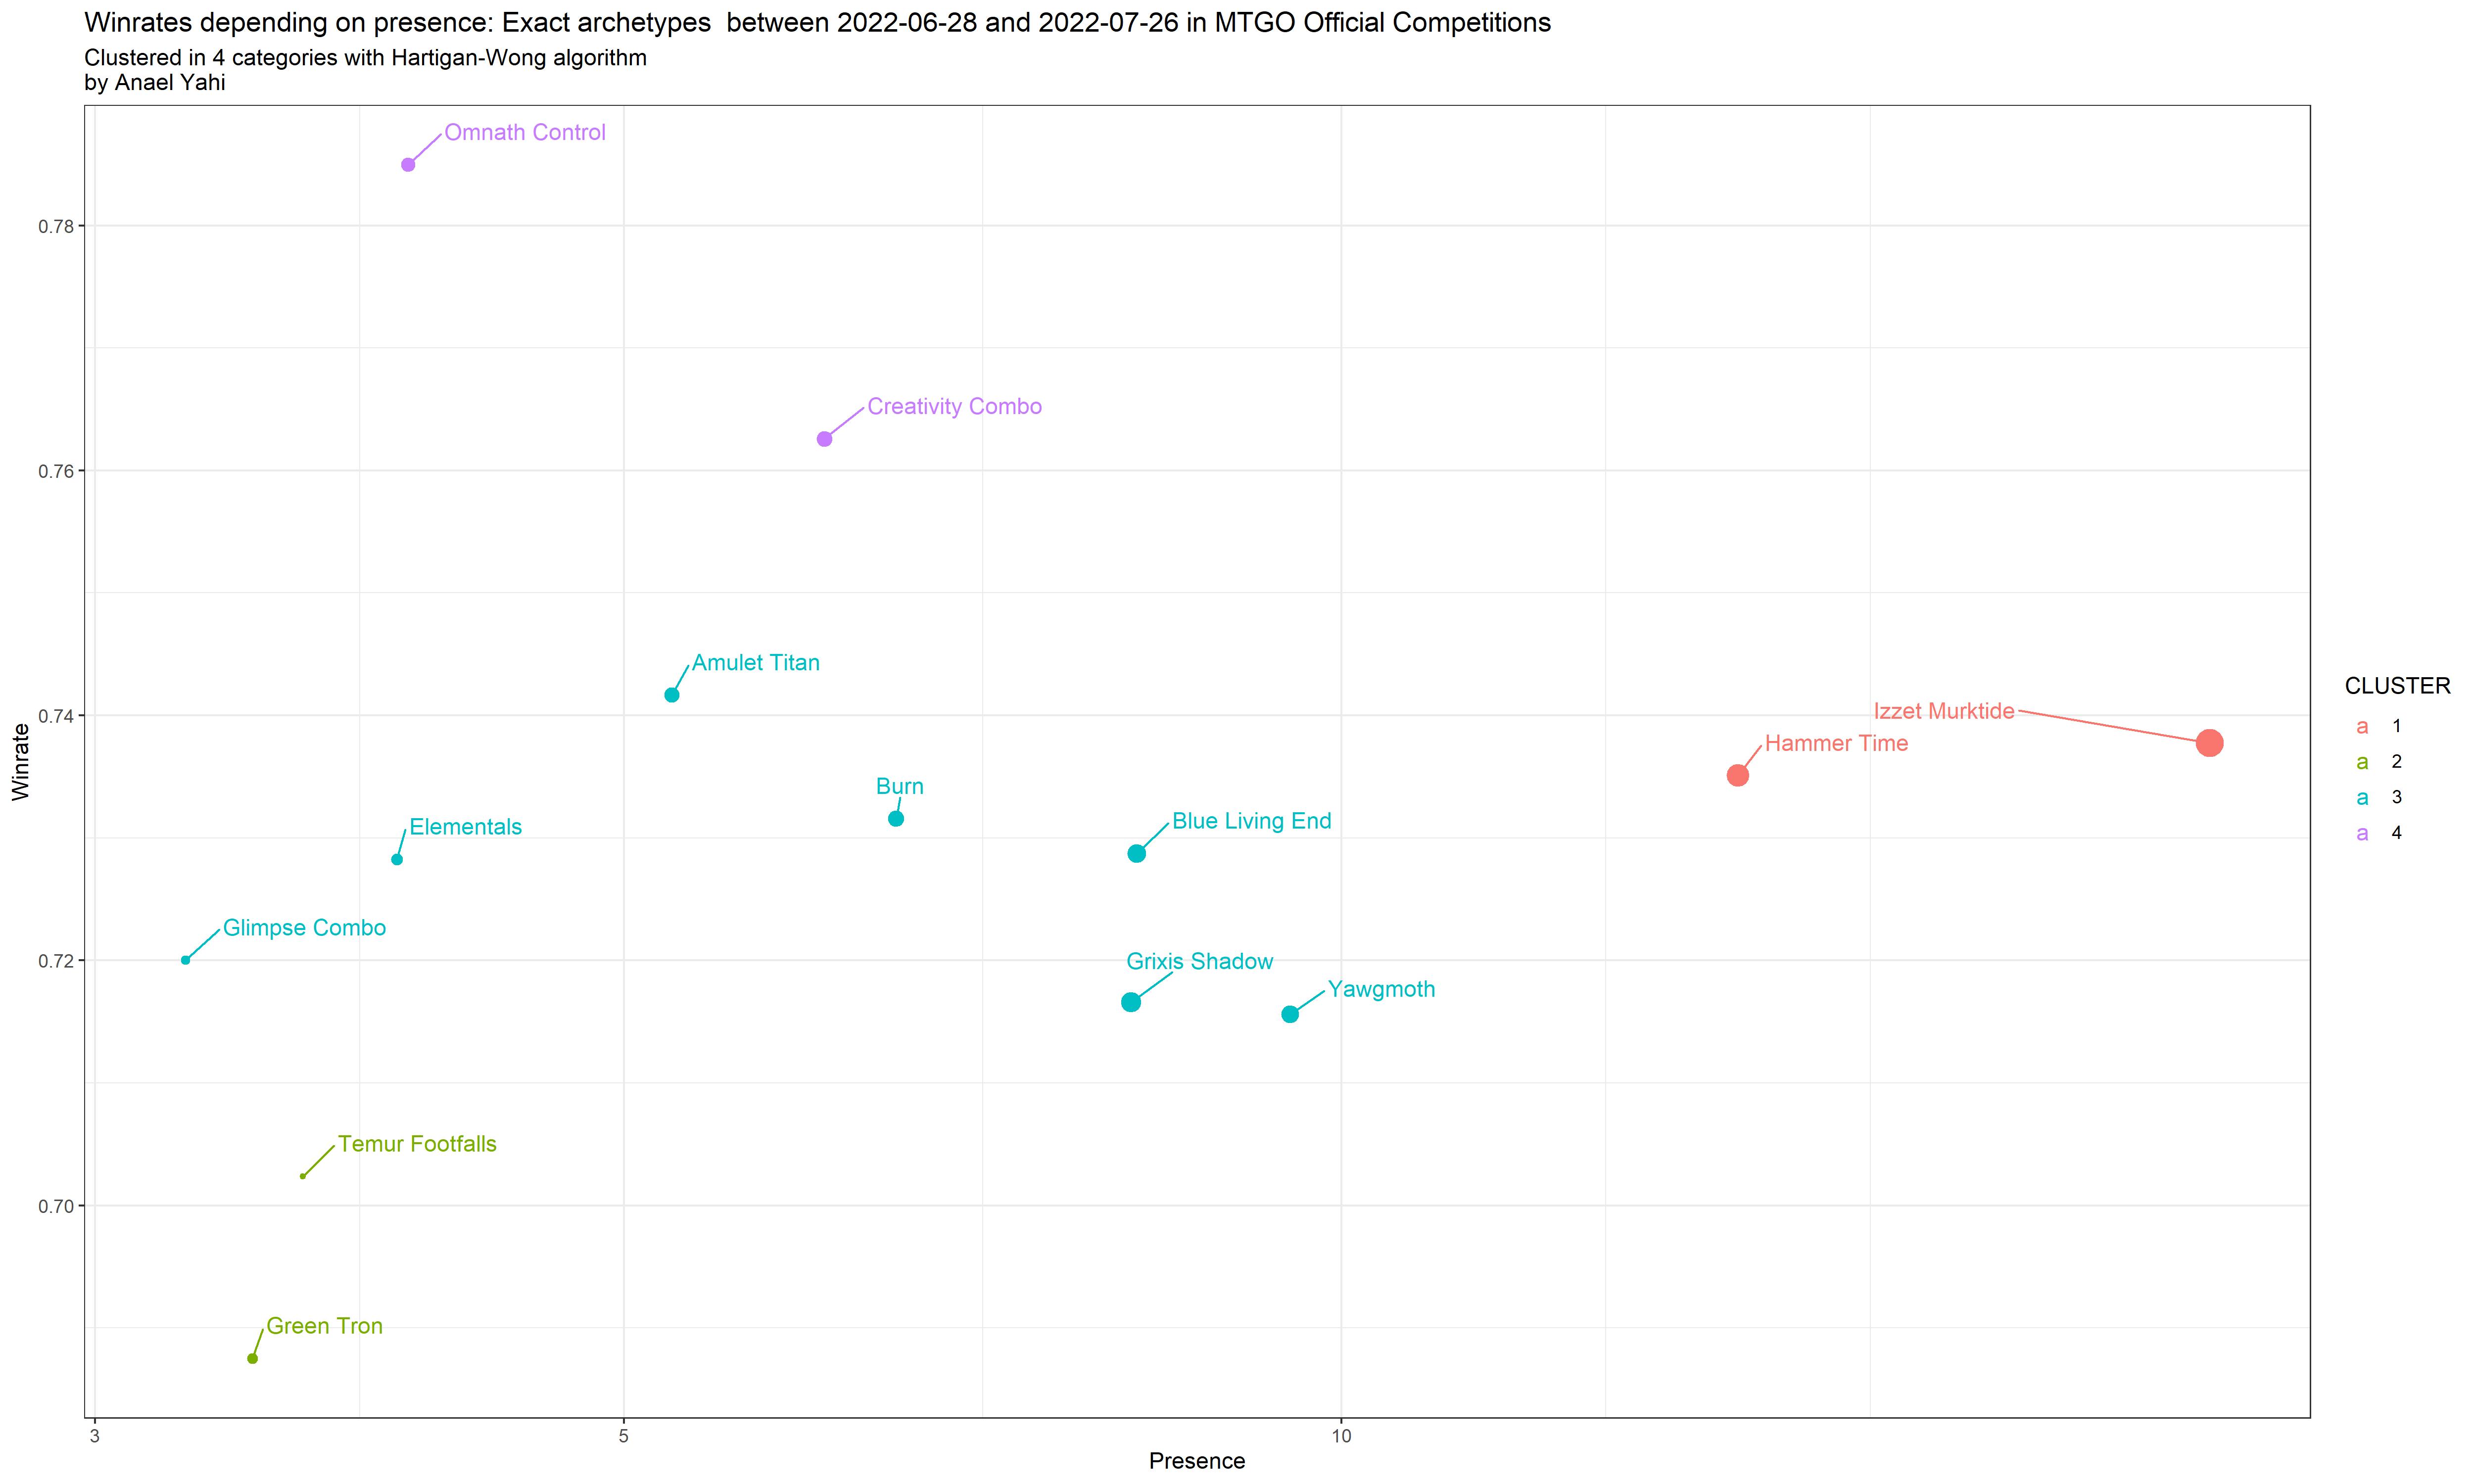 Winrates depending on presence: Exact archetypes  between 2022-06-28 and 2022-07-26 in MTGO Official Competitions
Clustered in 4 categories with Hartigan-Wong algorithm
by Anael Yahi
Omnath Control
0.78
Creativity Combo
0.76
Amulet Titan
CLUSTER
Izzet Murktide
0.74
a 1
Hammer Time
Winrate
a 2
Burn
a 3
Blue Living End
Elementals
a 4
Glimpse Combo
0.72
Grixis Shadow
Yawgmoth
Temur Footfalls
0.70
Green Tron
3
5
10
Presence